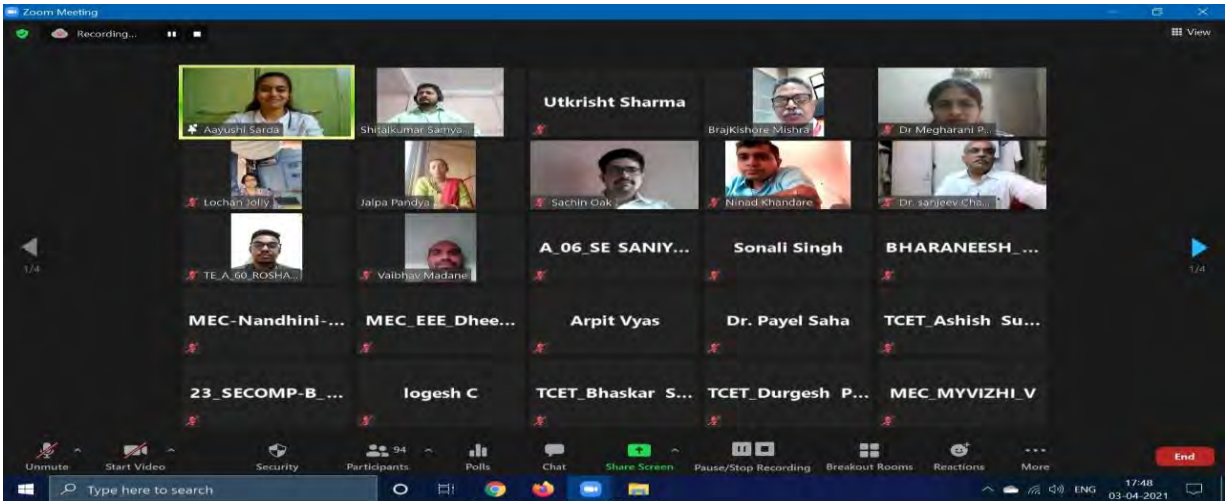 Zoom Meeting
Recording...
View
Aayushi Sarda
Shitalkumar Samya...
Utkrisht Sharma
BrajKishore Mishra
Dr Megharani P...
Lochan Jolly
Jalpa Pandya
Sachin Oak
Ninad Khandare
Dr. sanjeev Cha...
TE_A_60_ROSHA...
Vaibhav Madane
A_06_SE SANIY...
Sonali Singh
BHARANEESH_...
1/4
1/4
MEC-Nandhini-...
MEC_EEE_Dhee...
Arpit Vyas
Dr. Payel Saha
TCET_Ashish Su...
23_SECOMP-B_...
logesh C
TCET_Bhaskar S...
TCET_Durgesh P...
MEC_MYVIZHI_V
Unmute
Start Video
Security
94
Participants
Polls
Chat
Share Screen
Pause/Stop Recording
Breakout Rooms
Reactions
More
End
Type here to search
ENG
17:48
03-04-2021